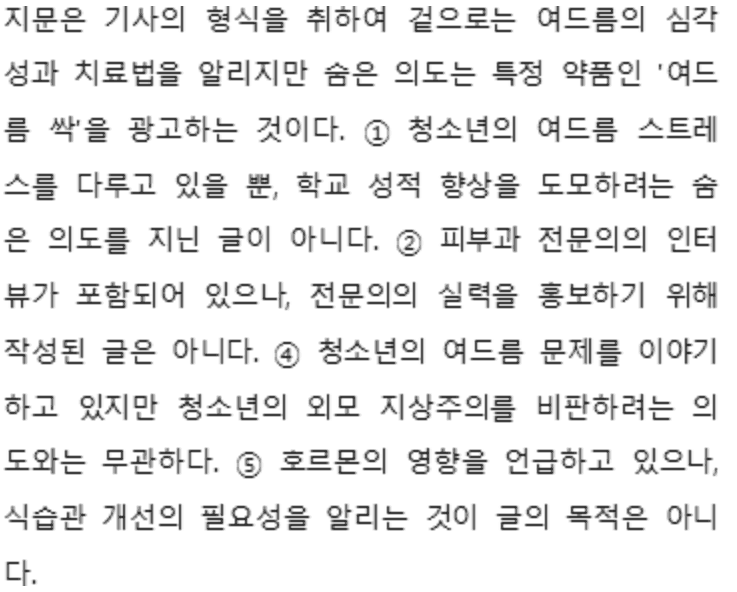 지문은 기사의 형식을 취하여 겉으로는 여드름의 심각
성과 치료법을 알리지만 숨은 의도는 특정 약품인 '여드
름 싹'을 광고하는 것이다. ① 청소년의 여드름 스트레
스를 다루고 있을 뿐, 학교 성적 향상을 도모하려는 숨
은 의도를 지닌 글이 아니다. ② 피부과 전문의의 인터
뷰가 포함되어 있으나, 전문의의 실력을 홍보하기 위해
작성된 글은 아니다. ④ 청소년의 여드름 문제를 이야기
하고 있지만 청소년의 외모 지상주의를 비판하려는 의
도와는 무관하다. ⑤ 호르몬의 영향을 언급하고 있으나,
식습관 개선의 필요성을 알리는 것이 글의 목적은 아니
다.